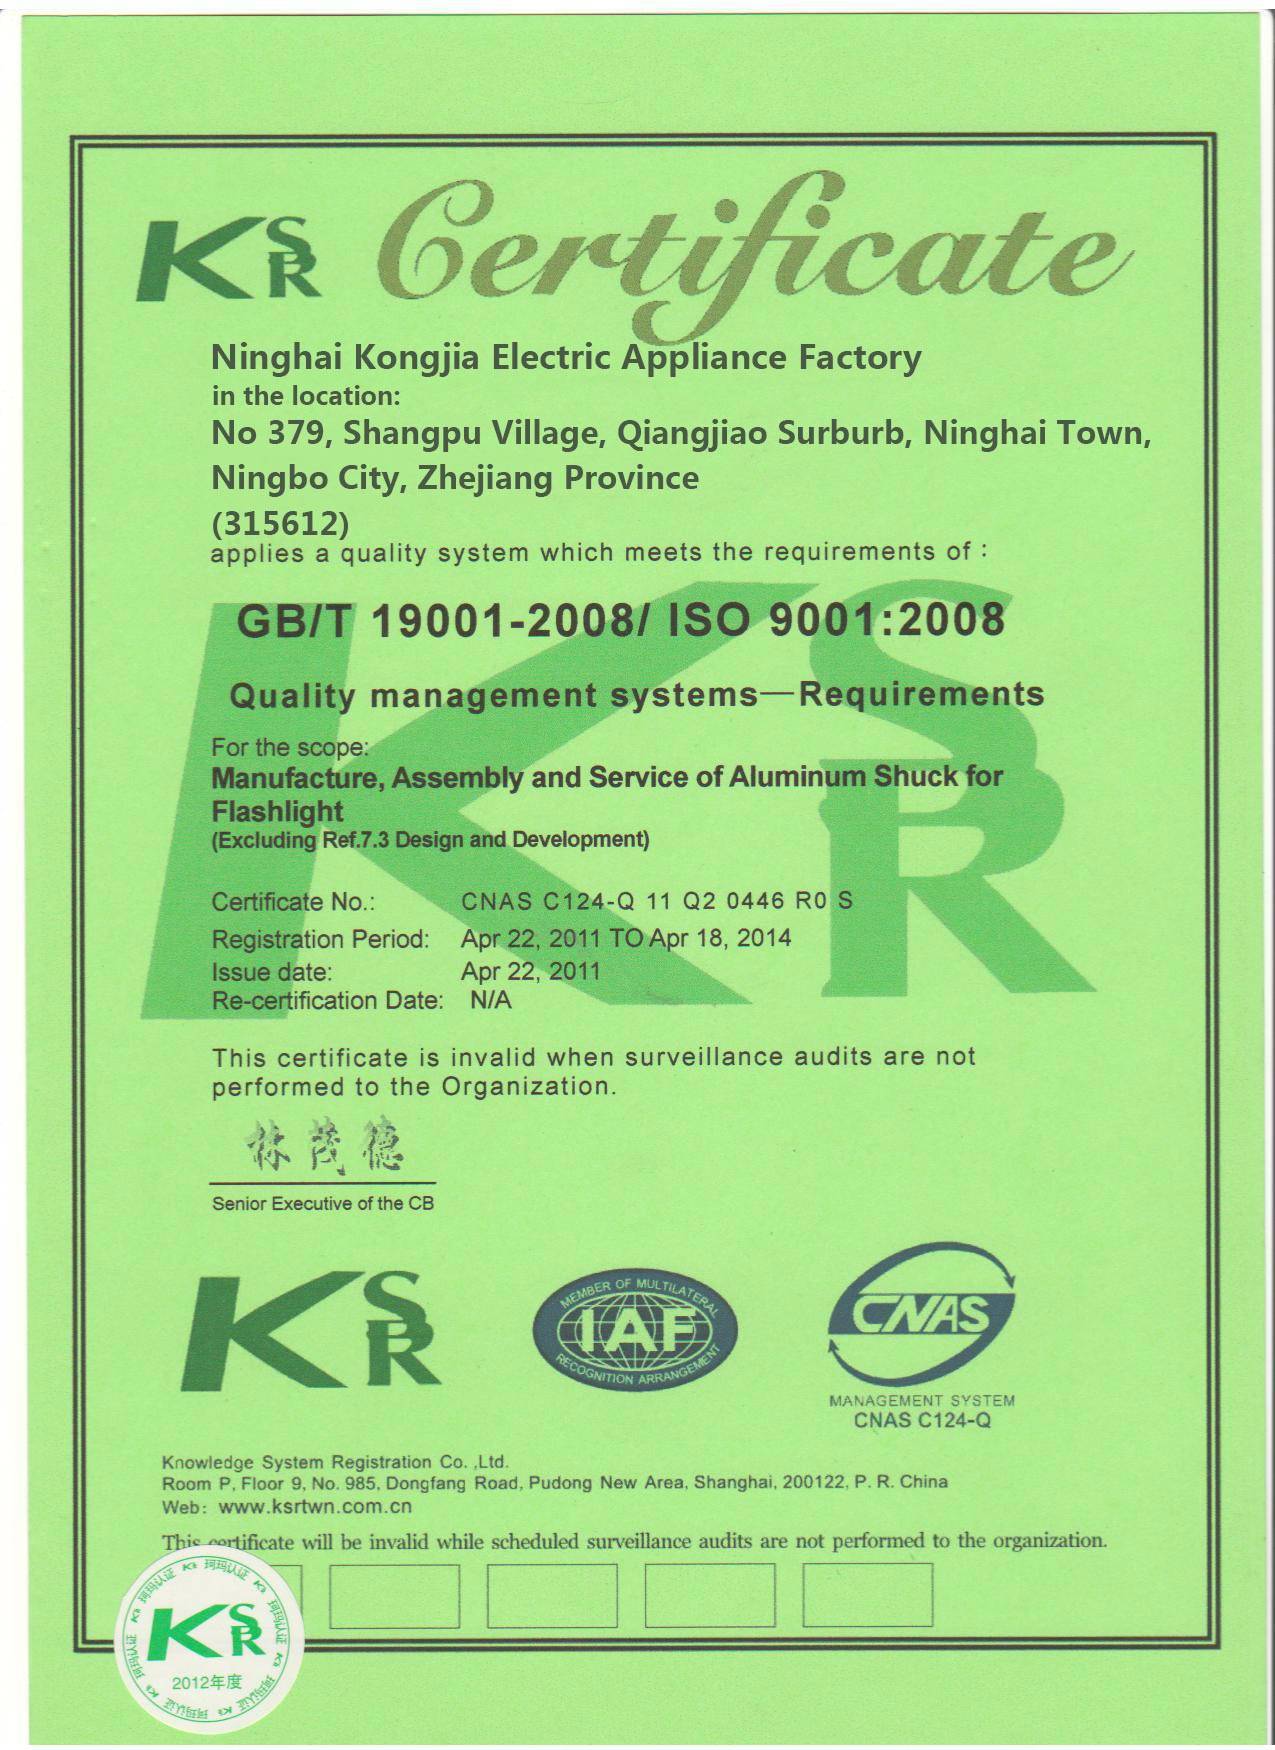 KSR Certificate
Ninghai Kongjia Electric Appliance Factory
in the location:
No 379, Shangpu Village, Qiangjiao Surburb, Ninghai Town,
Ningbo City, Zhejiang Province
(315612)
applies a quality system which meets the requirements of :
GB/T 19001-2008/ ISO 9001:2008
Quality management systems—Requirements
For the scope:
Manufacture, Assembly and Service of Aluminum Shuck for
Flashlight
(Excluding Ref.7.3 Design and Development)
Certificate No.: CNAS C124-Q 11 Q2 0446 R0 S
Registration Period: Apr 22, 2011 TO Apr 18, 2014
Issue date: Apr 22, 2011
Re-certification Date: N/A
This certificate is invalid when surveillance audits are not
performed to the Organization.
林茂德
Senior Executive of the CB
KSR
MEMBER OF MULTILATERAL
IAF
RECOGNITION ARRANGEMENT
CNAS
MANAGEMENT SYSTEM
CNAS C124-Q
Knowledge System Registration Co. ,Ltd.
Room P, Floor 9, No. 985, Dongfang Road, Pudong New Area, Shanghai, 200122, P. R. China
Web: www.ksrtwn.com.cn
This certificate will be invalid while scheduled surveillance audits are not performed to the organization.
KSR 珂玛认证
KSR
2012年度